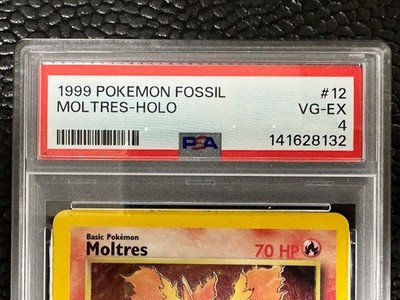 1999 POKEMON FOSSIL #12
MOLTRES-HOLO VG-EX
4
PSA 141628132
Basic Pokémon
Moltres 70 HP